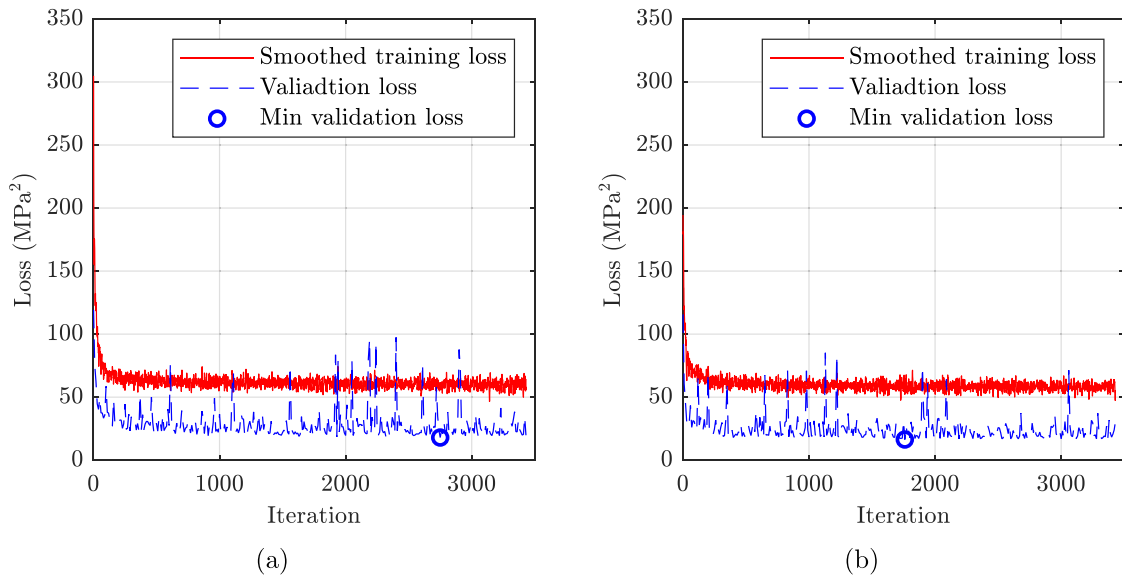 350
300
250
200
150
100
50
0
Loss (MPa²)
Smoothed training loss
Valiadtion loss
Min validation loss
0 1000 2000 3000
Iteration
(a)
350
300
250
200
150
100
50
0
Loss (MPa²)
Smoothed training loss
Valiadtion loss
Min validation loss
0 1000 2000 3000
Iteration
(b)